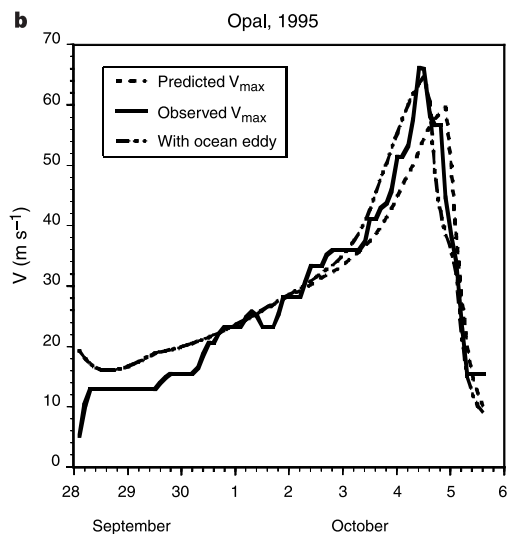 b
Opal, 1995
70
60
50
40
30
20
10
0
V (m s⁻¹)
Predicted Vmax
Observed Vmax
With ocean eddy
28 29 30 1 2 3 4 5 6
September October